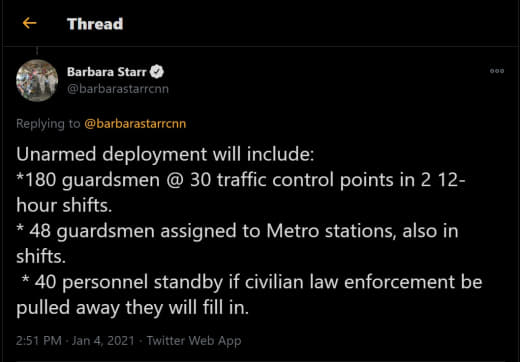 Thread
Barbara Starr
@barbarastarrcnn
Replying to @barbarastarrcnn
Unarmed deployment will include:
*180 guardsmen @ 30 traffic control points in 2 12-
hour shifts.
* 48 guardsmen assigned to Metro stations, also in
shifts.
* 40 personnel standby if civilian law enforcement be
pulled away they will fill in.
2:51 PM · Jan 4, 2021 · Twitter Web App